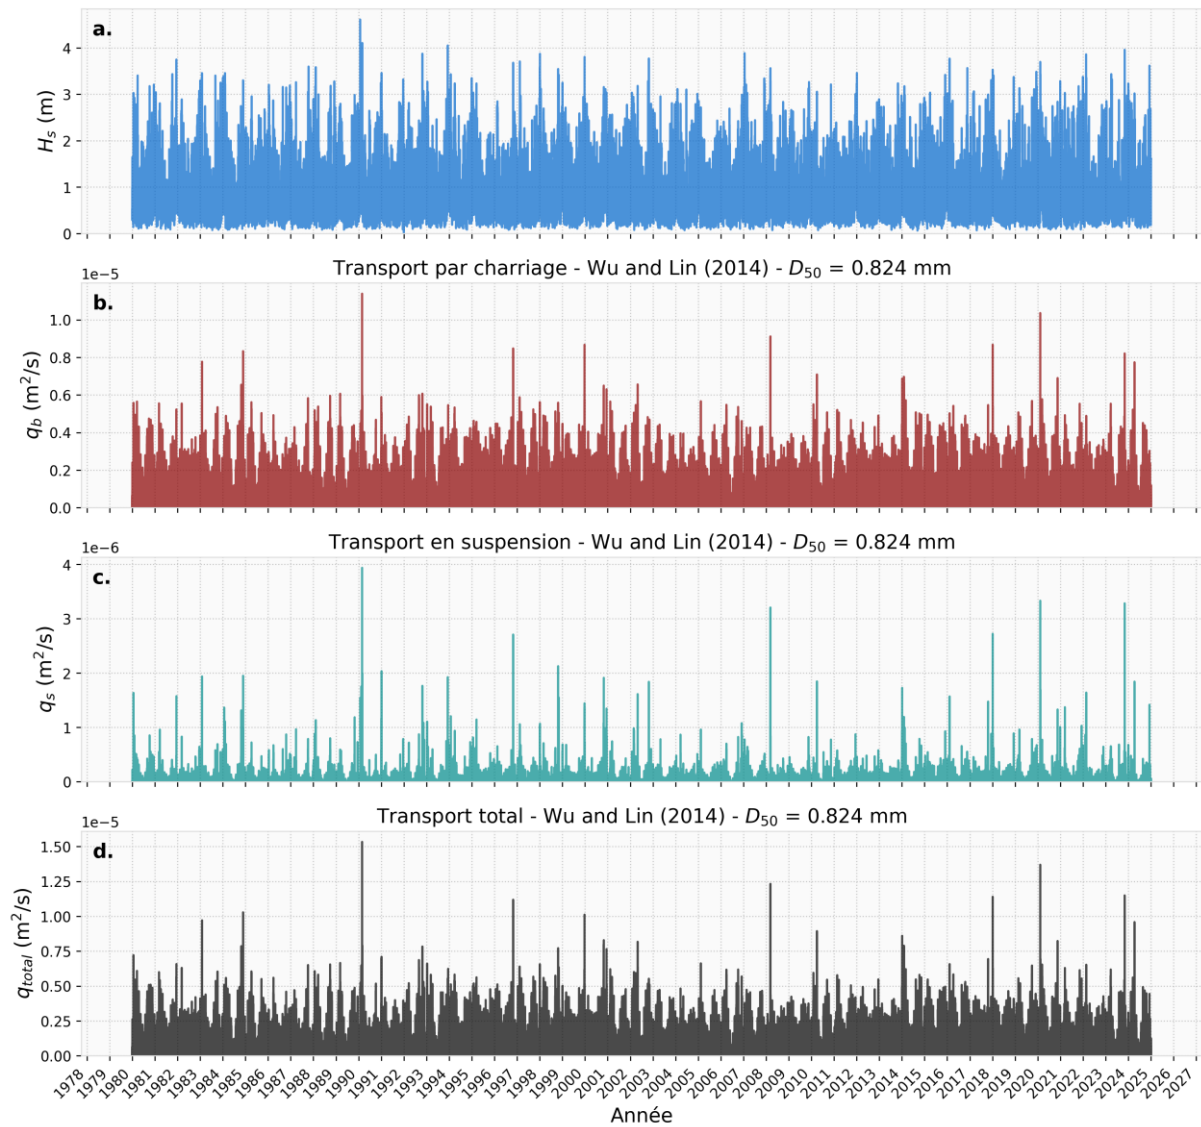 a.
4
3
2
1
0
H_s (m)
1e-5
Transport par charriage - Wu and Lin (2014) - D_50 = 0.824 mm
b.
1.0
0.8
0.6
0.4
0.2
0.0
q_b (m^2/s)
1e-6
Transport en suspension - Wu and Lin (2014) - D_50 = 0.824 mm
c.
4
3
2
1
0
q_s (m^2/s)
1e-5
Transport total - Wu and Lin (2014) - D_50 = 0.824 mm
d.
1.50
1.25
1.00
0.75
0.50
0.25
0.00
q_total (m^2/s)
1978 1979 1980 1981 1982 1983 1984 1985 1986 1987 1988 1989 1990 1991 1992 1993 1994 1995 1996 1997 1998 1999 2000 2001 2002 2003 2004 2005 2006 2007 2008 2009 2010 2011 2012 2013 2014 2015 2016 2017 2018 2019 2020 2021 2022 2023 2024 2025 2026 2027
Année